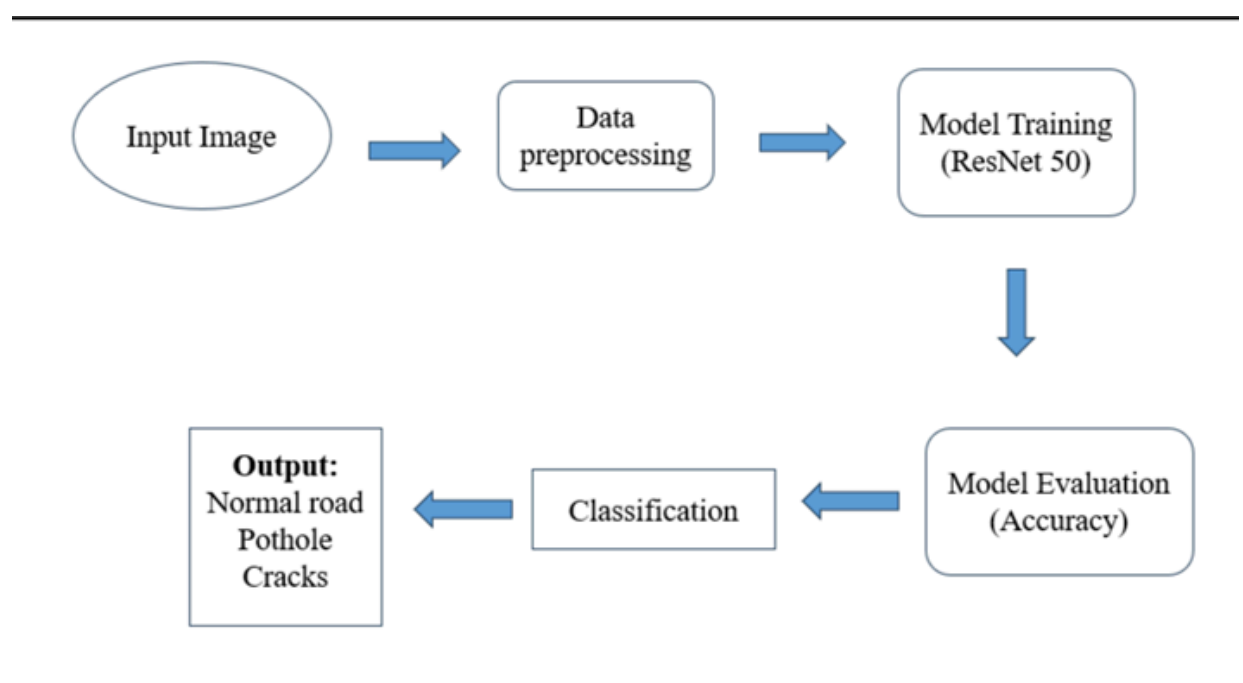 Input Image
Data
preprocessing
Model Training
(ResNet 50)
Model Evaluation
(Accuracy)
Classification
Output:
Normal road
Pothole
Cracks